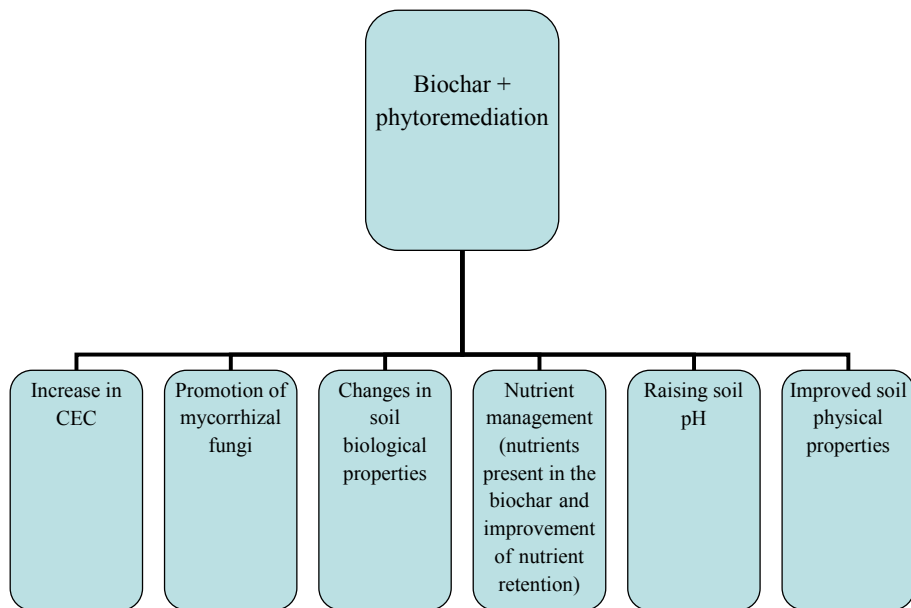 Biochar +
phytoremediation
Increase in
CEC
Promotion of
mycorrhizal
fungi
Changes in
soil
biological
properties
Nutrient
management
(nutrients
present in the
biochar and
improvement
of nutrient
retention)
Raising soil
pH
Improved soil
physical
properties